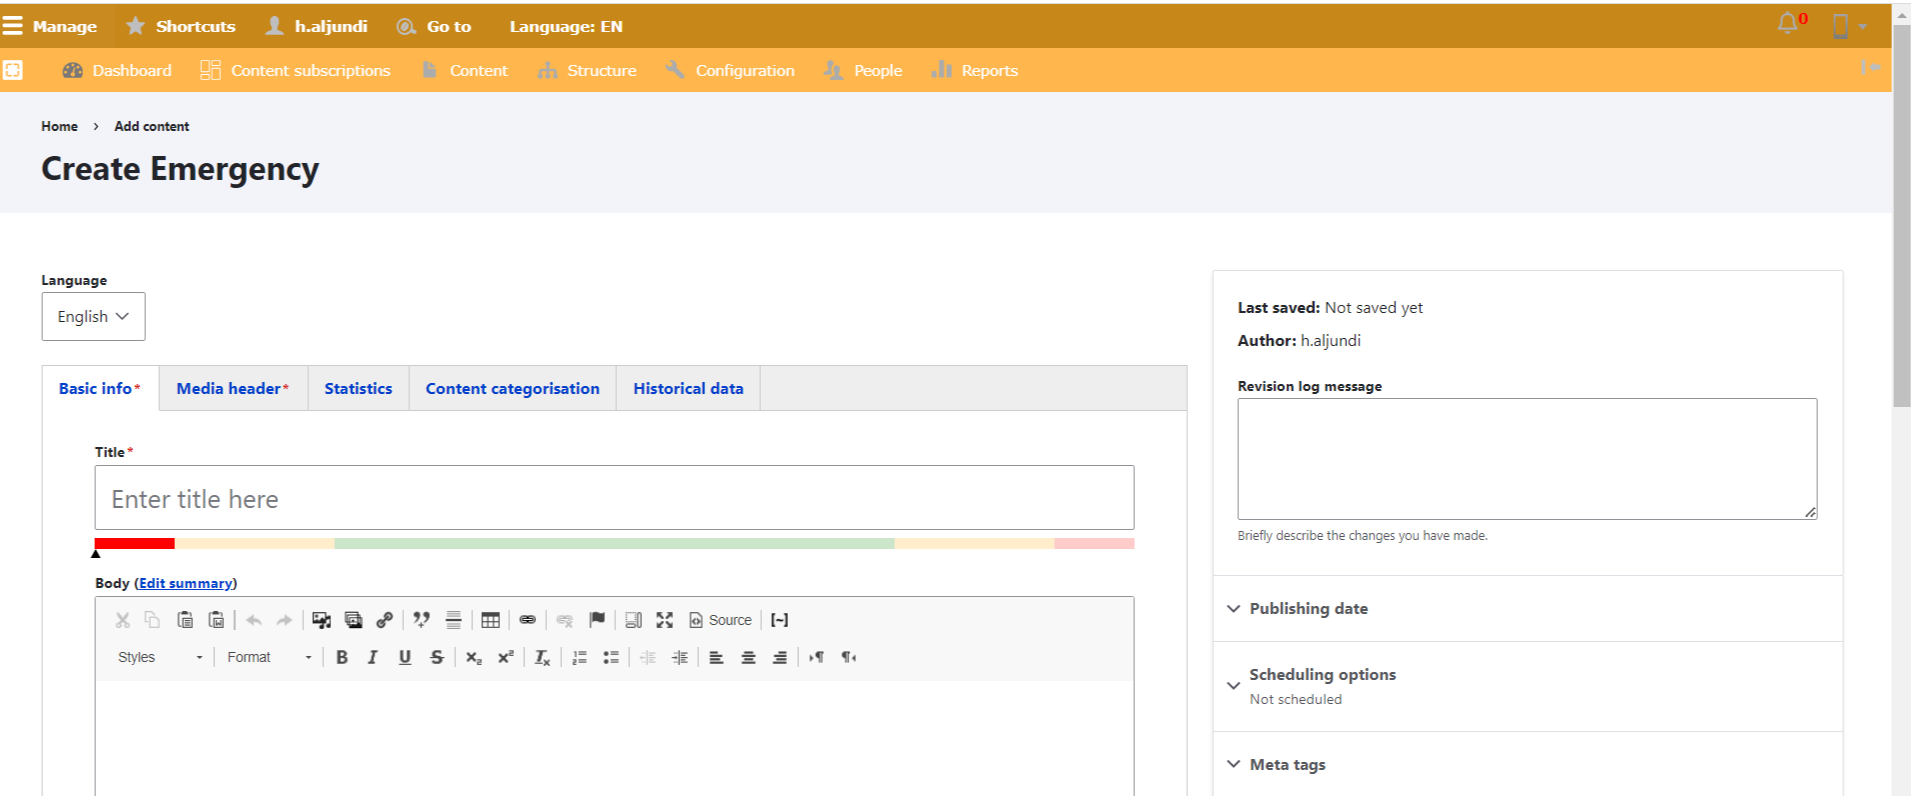 Manage Shortcuts h.aljundi Go to Language: EN 0
Dashboard Content subscriptions Content Structure Configuration People Reports
Home › Add content
Create Emergency
Language
English
Basic info* Media header* Statistics Content categorisation Historical data
Title*
Enter title here
Body (Edit summary)
Source
Styles Format B I U S x₂ x² Tx
Last saved: Not saved yet
Author: h.aljundi
Revision log message
Briefly describe the changes you have made.
Publishing date
Scheduling options
Not scheduled
Meta tags